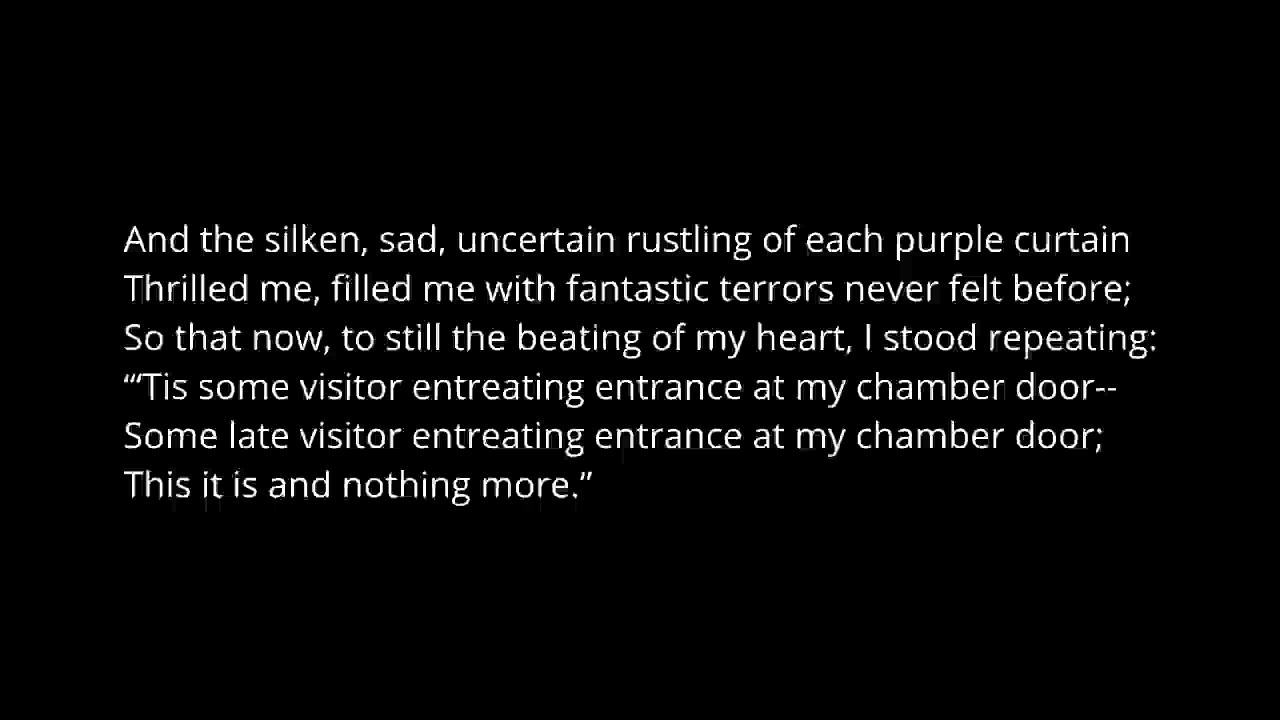 And the silken, sad, uncertain rustling of each purple curtain
Thrilled me, filled me with fantastic terrors never felt before;
So that now, to still the beating of my heart, I stood repeating:
“‘Tis some visitor entreating entrance at my chamber door--
Some late visitor entreating entrance at my chamber door;
This it is and nothing more.”